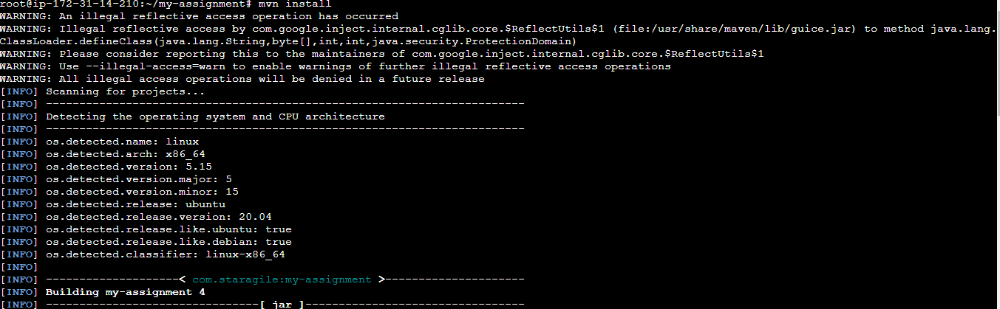 root@ip-172-31-14-210:~/my-assignment# mvn install
WARNING: An illegal reflective access operation has occurred
WARNING: Illegal reflective access by com.google.inject.internal.cglib.core.$ReflectUtils$1 (file:/usr/share/maven/lib/guice.jar) to method java.lang.
ClassLoader.defineClass(java.lang.String,byte[],int,int,java.security.ProtectionDomain)
WARNING: Please consider reporting this to the maintainers of com.google.inject.internal.cglib.core.$ReflectUtils$1
WARNING: Use --illegal-access=warn to enable warnings of further illegal reflective access operations
WARNING: All illegal access operations will be denied in a future release
[INFO] Scanning for projects...
[INFO] ------------------------------------------------------------------------
[INFO] Detecting the operating system and CPU architecture
[INFO] ------------------------------------------------------------------------
[INFO] os.detected.name: linux
[INFO] os.detected.arch: x86_64
[INFO] os.detected.version: 5.15
[INFO] os.detected.version.major: 5
[INFO] os.detected.version.minor: 15
[INFO] os.detected.release: ubuntu
[INFO] os.detected.release.version: 20.04
[INFO] os.detected.release.like.ubuntu: true
[INFO] os.detected.release.like.debian: true
[INFO] os.detected.classifier: linux-x86_64
[INFO]
[INFO] --------------------< com.staragile:my-assignment >---------------------
[INFO] Building my-assignment 4
[INFO] --------------------------------[ jar ]---------------------------------